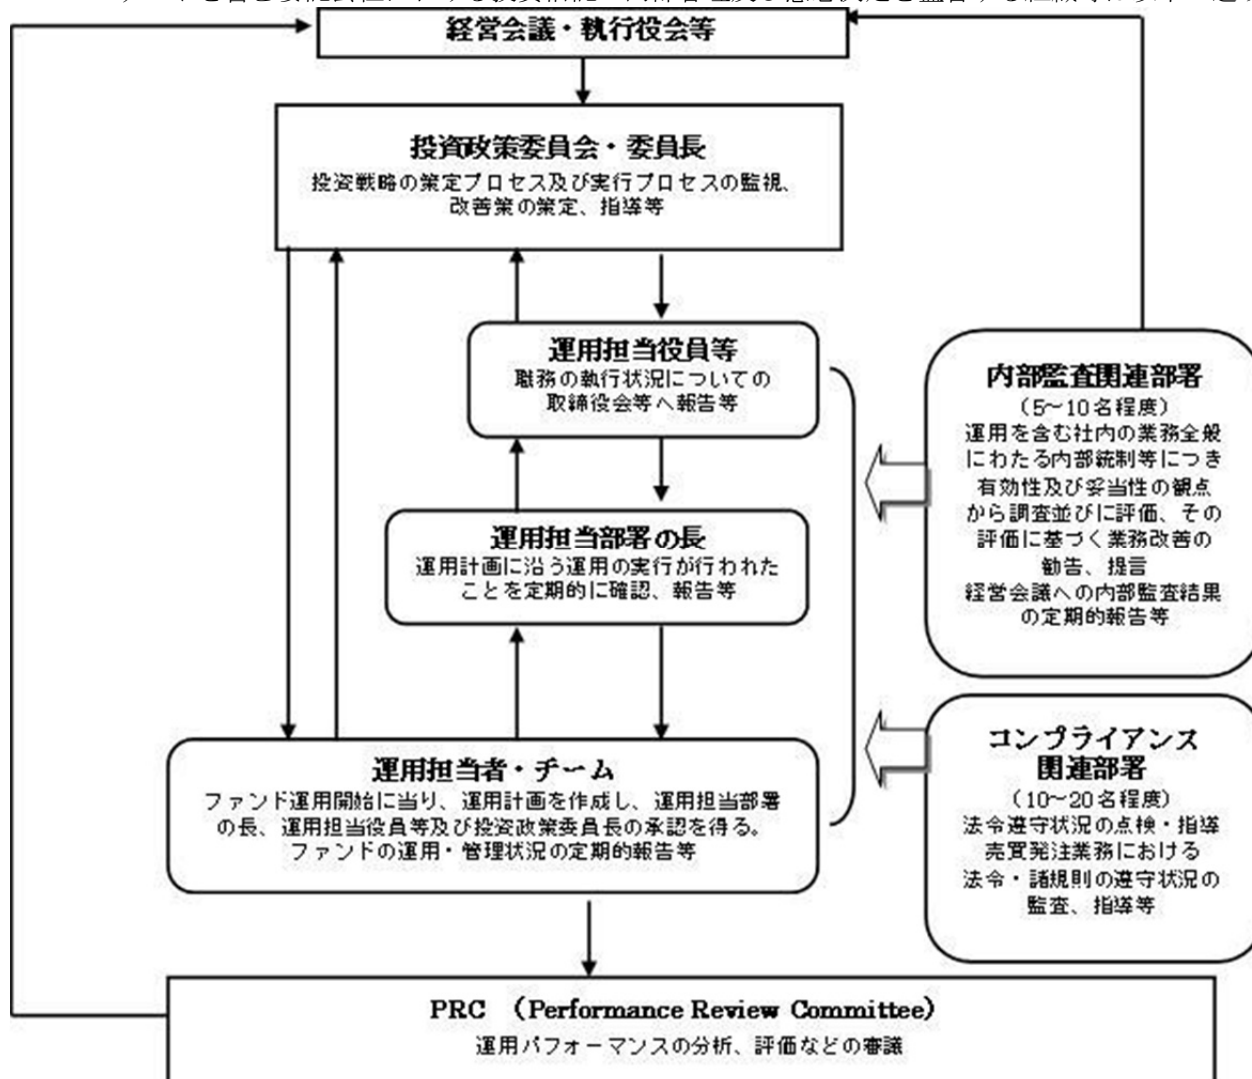 経営会議・執行役会等
投資政策委員会・委員長
投資戦略の策定プロセス及び実行プロセスの監視、
改善策の策定、指導等
運用担当役員等
職務の執行状況についての
取締役会等へ報告等
運用担当部署の長
運用計画に沿う運用の実行が行われた
ことを定期的に確認、報告等
運用担当者・チーム
ファンド運用開始に当り、運用計画を作成し、運用担当部署
の長、運用担当役員等及び投資政策委員長の承認を得る。
ファンドの運用・管理状況の定期的報告等
内部監査関連部署
（5～10名程度）
運用を含む社内の業務全般
にわたる内部統制等につき
有効性及び妥当性の観点
から調査並びに評価、その
評価に基づく業務改善の
勧告、提言
経営会議への内部監査結果
の定期的報告等
コンプライアンス
関連部署
（10～20名程度）
法令遵守状況の点検・指導
売買発注業務における
法令・諸規則の遵守状況の
監査、指導等
PRC （Performance Review Committee）
運用パフォーマンスの分析、評価などの審議